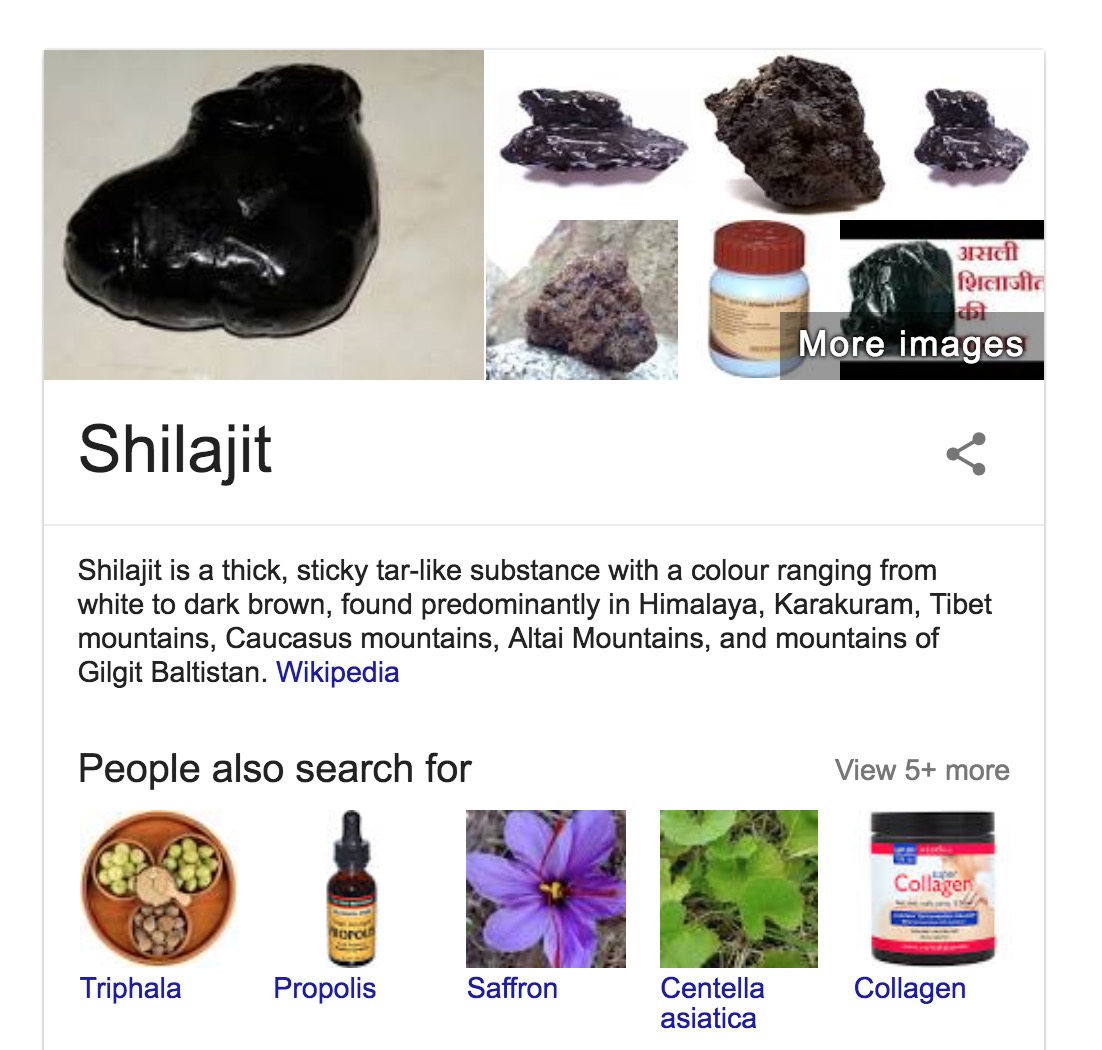 असली
शिलाजीत
की
More images
Shilajit
Shilajit is a thick, sticky tar-like substance with a colour ranging from
white to dark brown, found predominantly in Himalaya, Karakuram, Tibet
mountains, Caucasus mountains, Altai Mountains, and mountains of
Gilgit Baltistan. Wikipedia
People also search for
View 5+ more
PROPOLIS
super
Collagen
Triphala
Propolis
Saffron
Centella
asiatica
Collagen